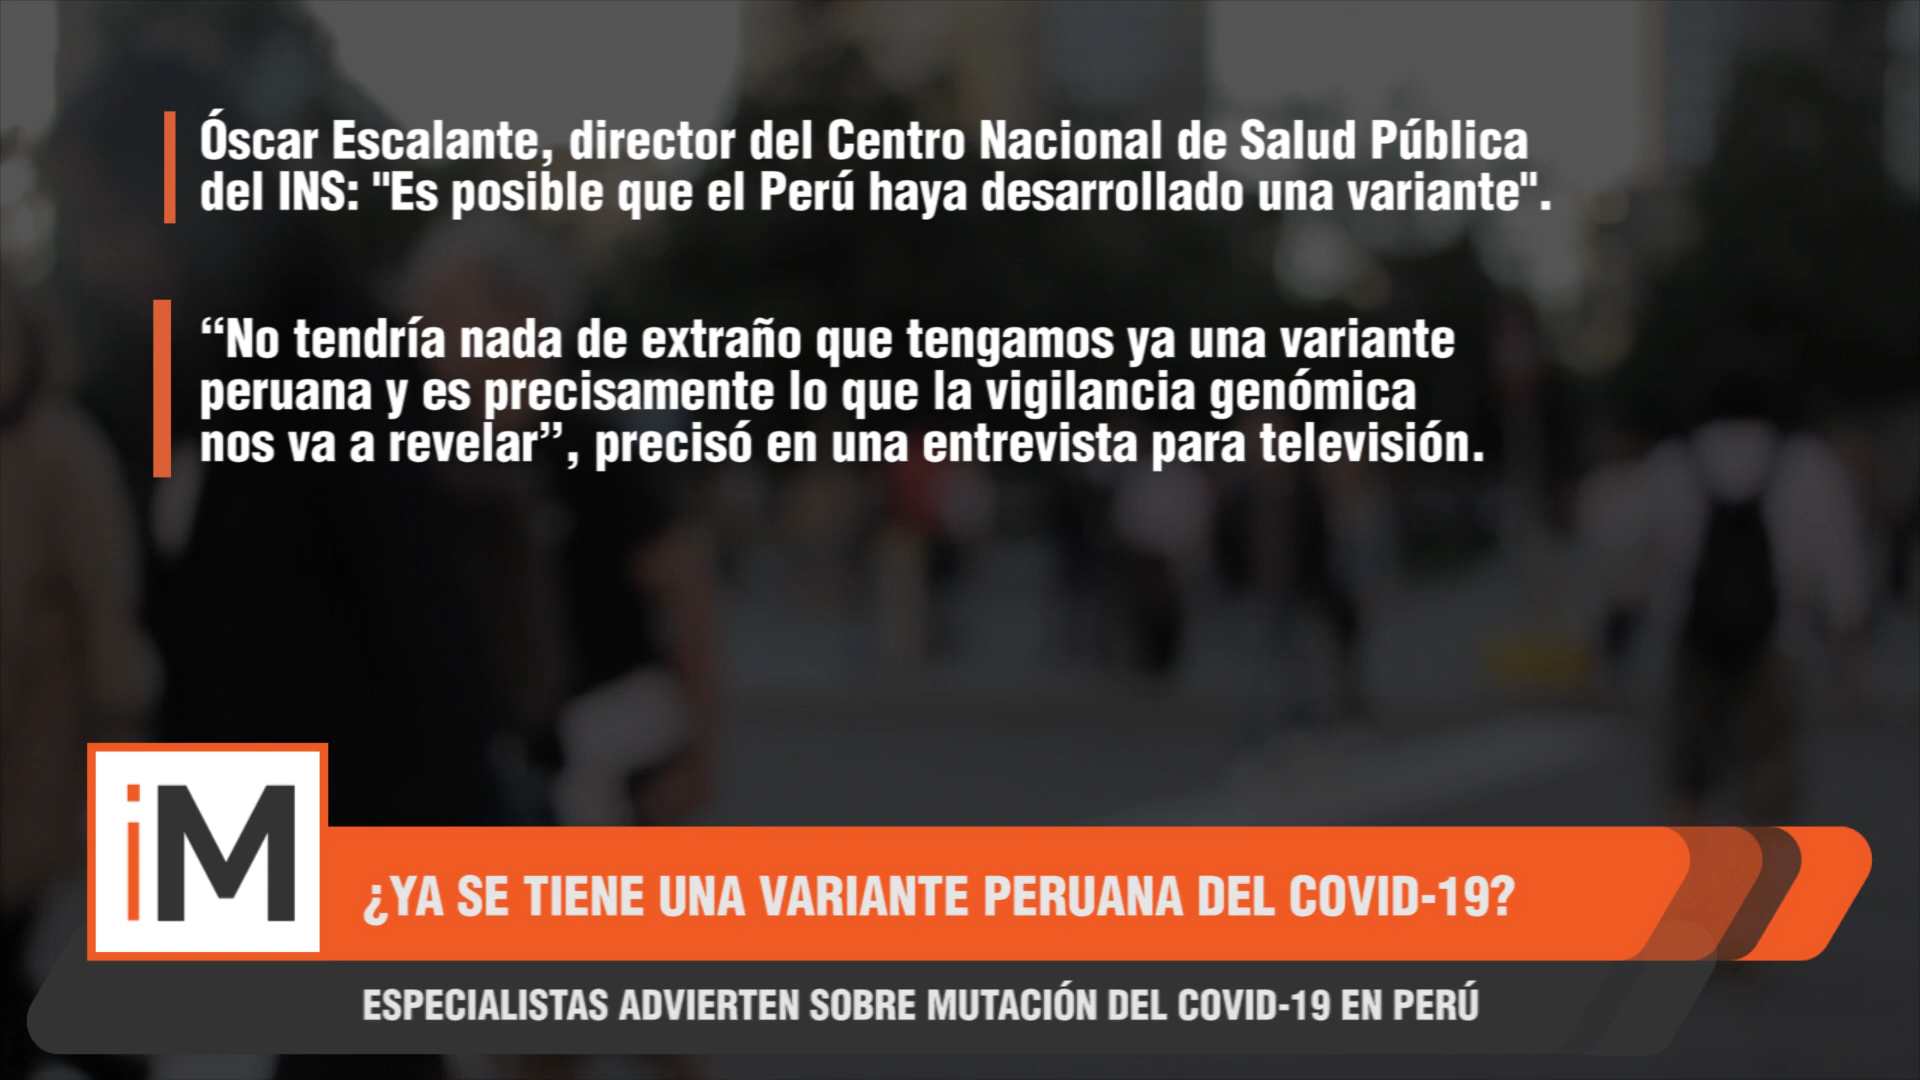 Óscar Escalante, director del Centro Nacional de Salud Pública
del INS: "Es posible que el Perú haya desarrollado una variante".
“No tendría nada de extraño que tengamos ya una variante
peruana y es precisamente lo que la vigilancia genómica
nos va a revelar”, precisó en una entrevista para televisión.
iM
¿YA SE TIENE UNA VARIANTE PERUANA DEL COVID-19?
ESPECIALISTAS ADVIERTEN SOBRE MUTACIÓN DEL COVID-19 EN PERÚ